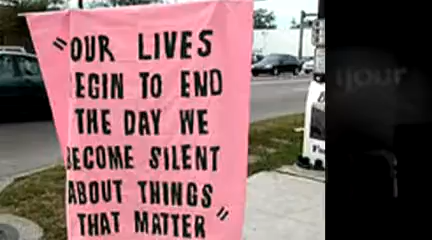 "OUR LIVES
EGIN TO END
THE DAY WE
ECOME SILENT
ABOUT THINGS
THAT MATTER"
your